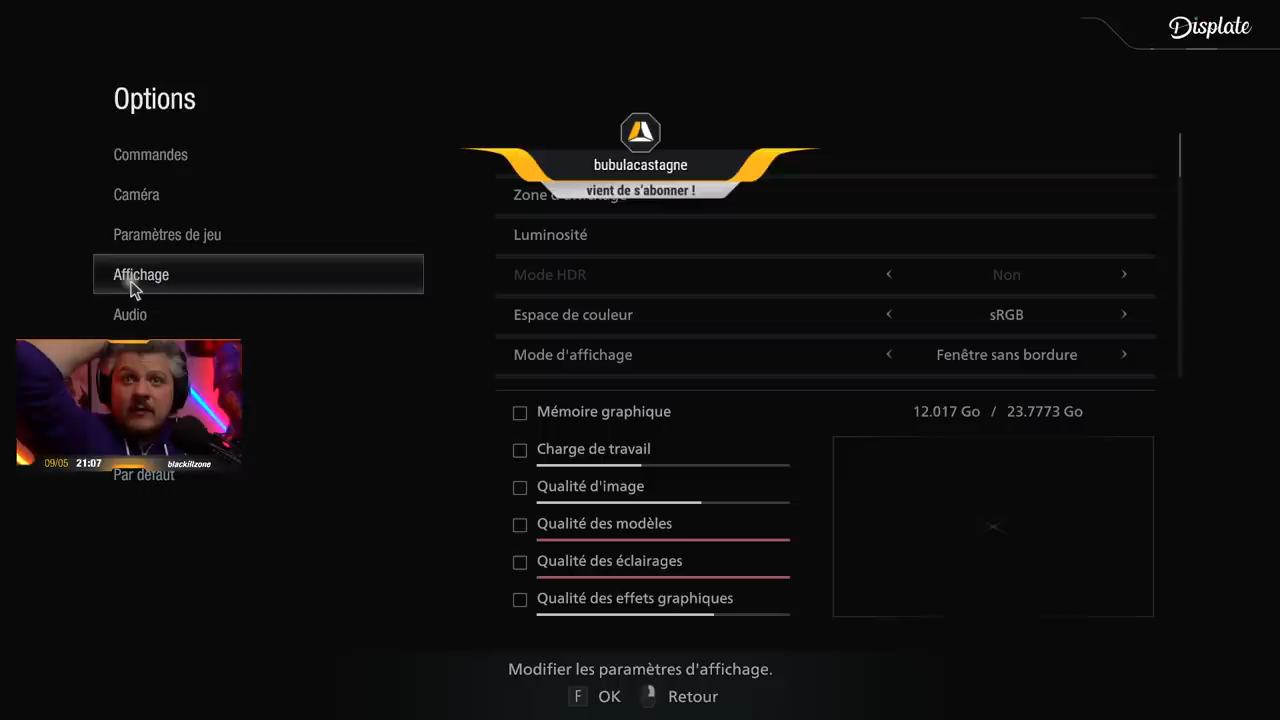 Displate
Options
Commandes
Caméra
Paramètres de jeu
Affichage
Audio
Par défaut
bubulacastagne
vient de s'abonner !
Zone d'affichage
Luminosité
Mode HDR
Non
Espace de couleur
sRGB
Mode d'affichage
Fenêtre sans bordure
Mémoire graphique
12.017 Go / 23.7773 Go
Charge de travail
Qualité d'image
Qualité des modèles
Qualité des éclairages
Qualité des effets graphiques
09/05 21:07 blackillzone
Modifier les paramètres d'affichage.
F OK Retour